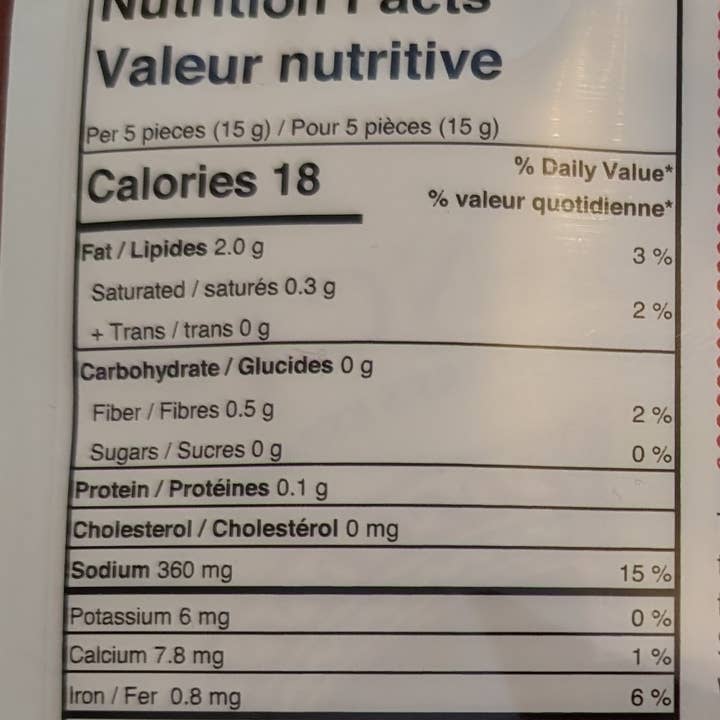 Nutrition Facts
Valeur nutritive
Per 5 pieces (15 g) / Pour 5 pièces (15 g)
Calories 18
% Daily Value*
% valeur quotidienne*
Fat / Lipides 2.0 g 3 %
Saturated / saturés 0.3 g
+ Trans / trans 0 g 2 %
Carbohydrate / Glucides 0 g
Fiber / Fibres 0.5 g 2 %
Sugars / Sucres 0 g 0 %
Protein / Protéines 0.1 g
Cholesterol / Cholestérol 0 mg
Sodium 360 mg 15 %
Potassium 6 mg 0 %
Calcium 7.8 mg 1 %
Iron / Fer 0.8 mg 6 %